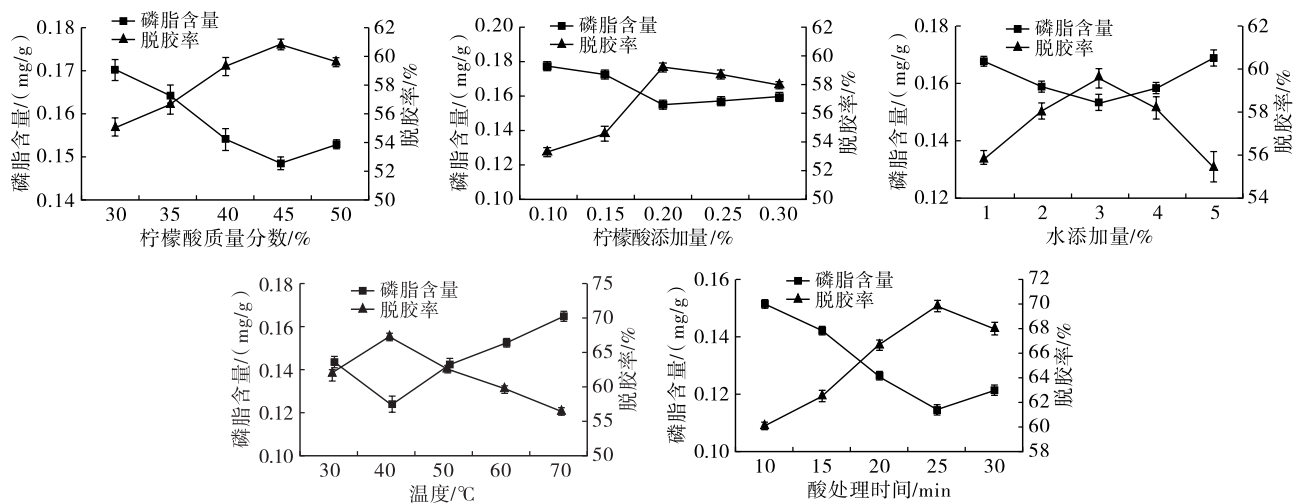 磷脂含量
脱胶率
0.18
0.17
0.16
0.15
0.14
磷脂含量/(mg/g)
62
60
58
56
54
52
50
脱胶率/%
30 35 40 45 50
柠檬酸质量分数/%
磷脂含量
脱胶率
0.20
0.18
0.16
0.14
0.12
0.10
磷脂含量/(mg/g)
62
60
58
56
54
52
50
脱胶率/%
0.10 0.15 0.20 0.25 0.30
柠檬酸添加量/%
磷脂含量
脱胶率
0.18
0.16
0.14
0.12
磷脂含量/(mg/g)
62
60
58
56
54
脱胶率/%
1 2 3 4 5
水添加量/%
磷脂含量
脱胶率
0.18
0.16
0.14
0.12
0.10
磷脂含量/(mg/g)
75
70
65
60
55
50
脱胶率/%
30 40 50 60 70
温度/℃
磷脂含量
脱胶率
0.16
0.14
0.12
0.10
磷脂含量/(mg/g)
72
70
68
66
64
62
60
58
脱胶率/%
10 15 20 25 30
酸处理时间/min